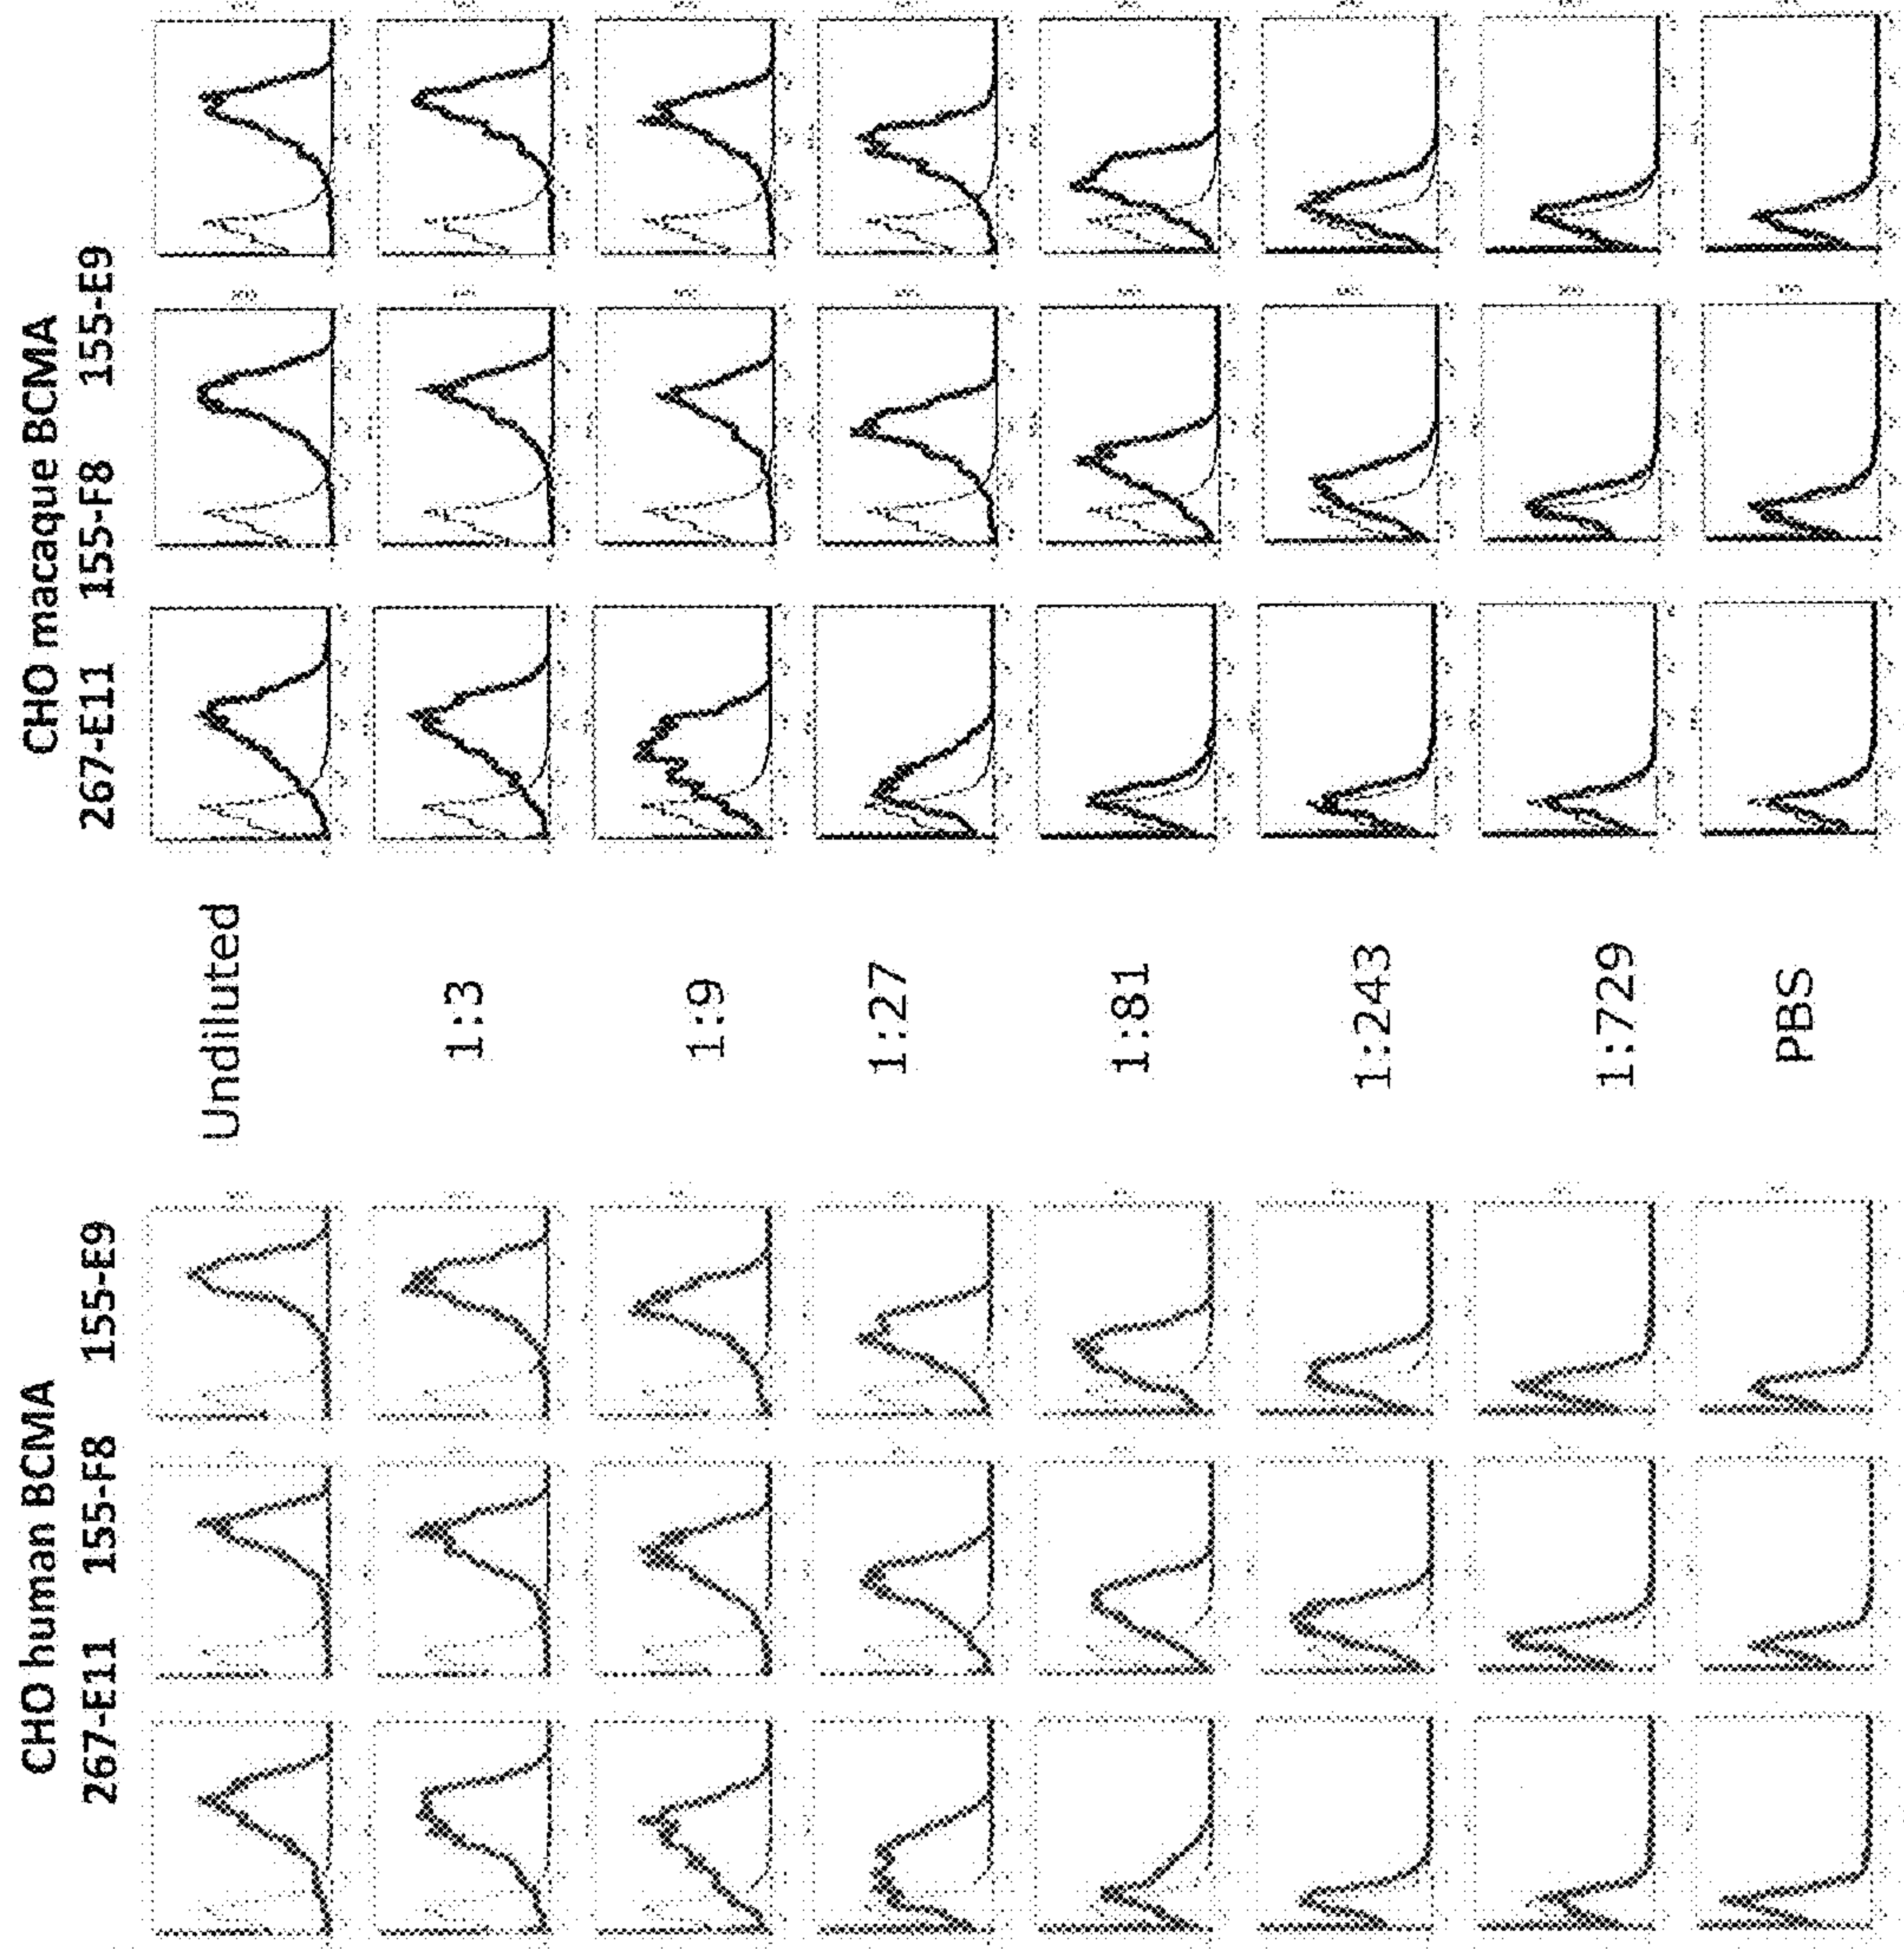 CHO human BCMA
267-E11 155-F8 155-E9
CHO macaque BCMA
267-E11 155-F8 155-E9
Undiluted
1:3
1:9
1:27
1:81
1:243
1:729
PBS